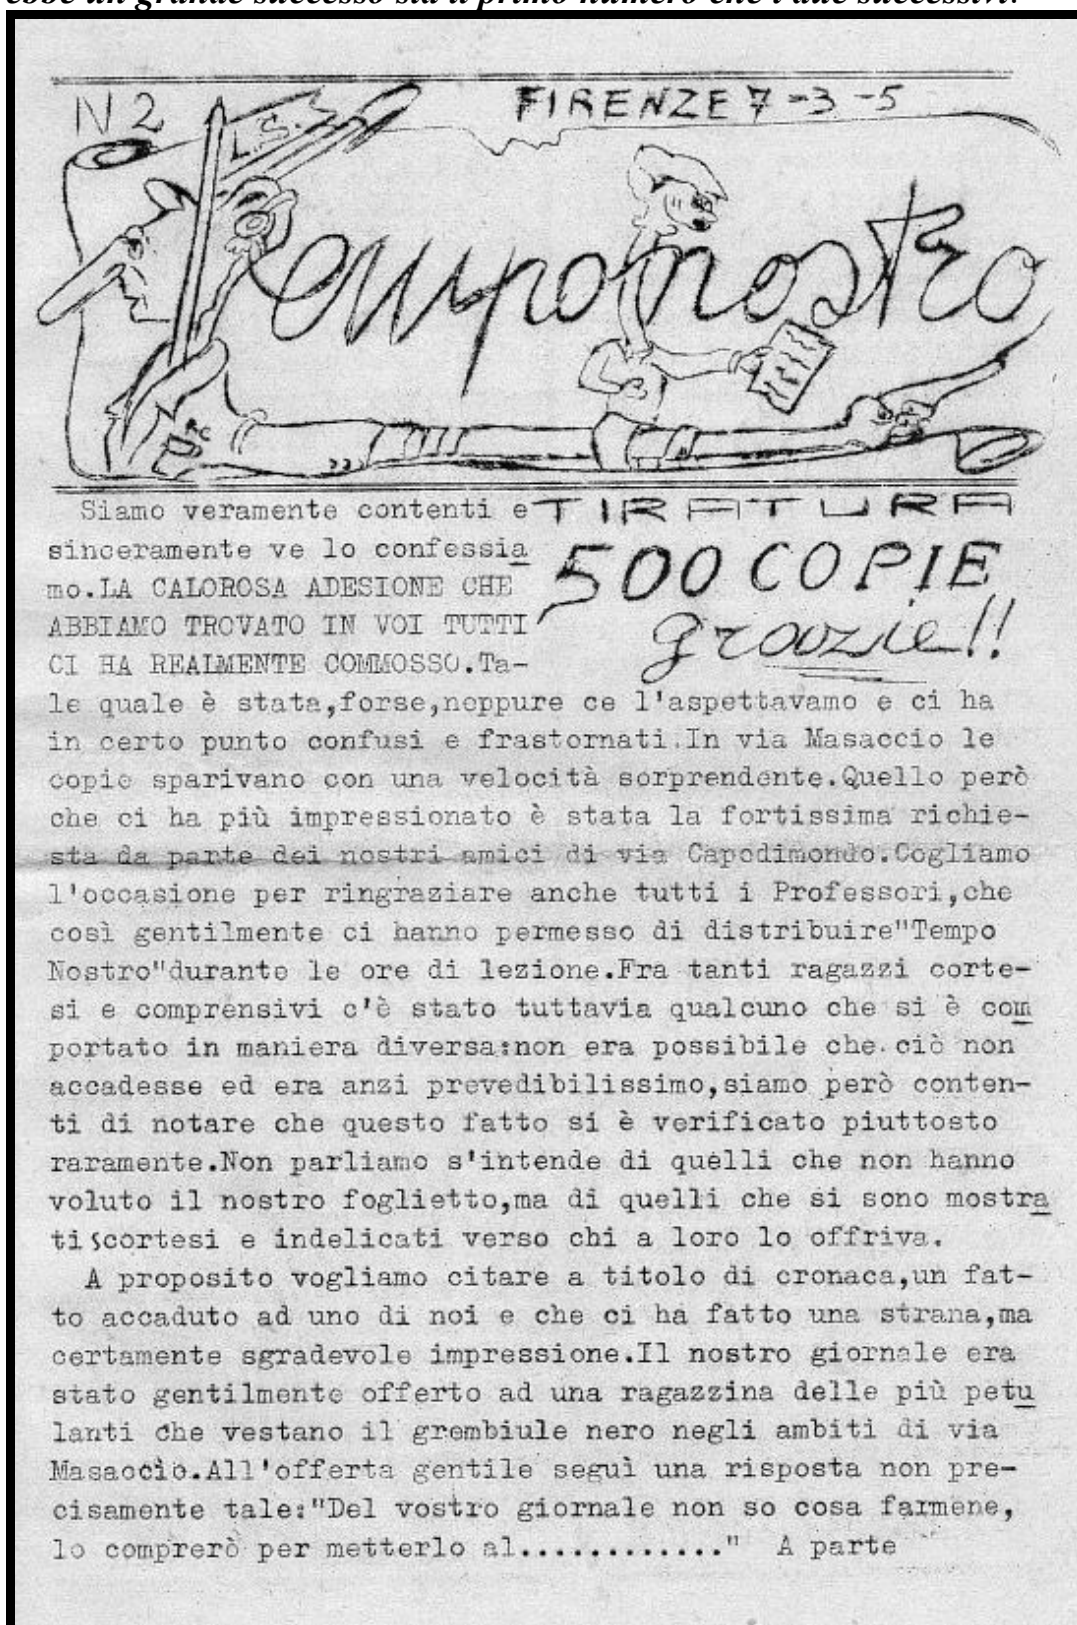 ebbe un grande successo sia il primo numero che i due successivi.
N 2
FIRENZE 7-3-5
L.S.
Tempo nostro
Siamo veramente contenti e
sinceramente ve lo confessia
mo.LA CALOROSA ADESIONE CHE
ABBIAMO TROVATO IN VOI TUTTI
CI HA REALMENTE COMMOSSO.Ta-
TIRATURA
500 COPIE
grazie!!
le quale è stata,forse,neppure ce l'aspettavamo e ci ha
in certo punto confusi e frastornati.In via Masaccio le
copie sparivano con una velocità sorprendente.Quello però
che ci ha più impressionato è stata la fortissima richie-
sta da parte dei nostri amici di via Capodimondo.Cogliamo
l'occasione per ringraziare anche tutti i Professori,che
così gentilmente ci hanno permesso di distribuire"Tempo
Nostro"durante le ore di lezione.Fra tanti ragazzi corte-
si e comprensivi c'è stato tuttavia qualcuno che si è com
portato in maniera diversa:non era possibile che ciò non
accadesse ed era anzi prevedibilissimo,siamo però conten-
ti di notare che questo fatto si è verificato piuttosto
raramente.Non parliamo s'intende di quelli che non hanno
voluto il nostro foglietto,ma di quelli che si sono mostra
ti scortesi e indelicati verso chi a loro lo offriva.
A proposito vogliamo citare a titolo di cronaca,un fat-
to accaduto ad uno di noi e che ci ha fatto una strana,ma
certamente sgradevole impressione.Il nostro giornale era
stato gentilmente offerto ad una ragazzina delle più petu
lanti che vestano il grembiule nero negli ambiti di via
Masaccio.All'offerta gentile seguì una risposta non pre-
cisamente tale:"Del vostro giornale non so cosa farmene,
lo comprerò per metterlo al............" A parte